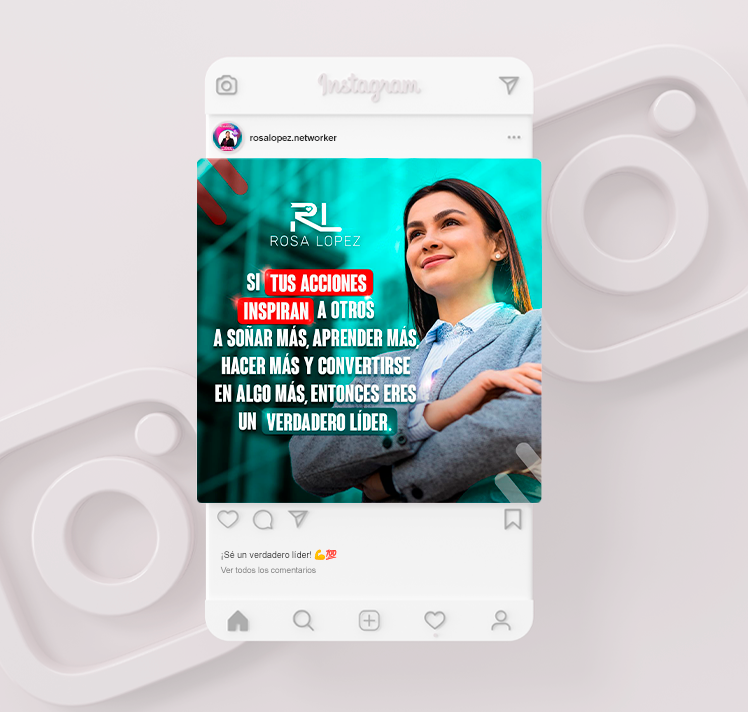 Instagram
rosalopez.networker
RL
ROSA LOPEZ
SI TUS ACCIONES
INSPIRAN A OTROS
A SOÑAR MÁS, APRENDER MÁS,
HACER MÁS Y CONVERTIRSE
EN ALGO MÁS, ENTONCES ERES
UN VERDADERO LÍDER.
¡Sé un verdadero líder! 💪💯
Ver todos los comentarios